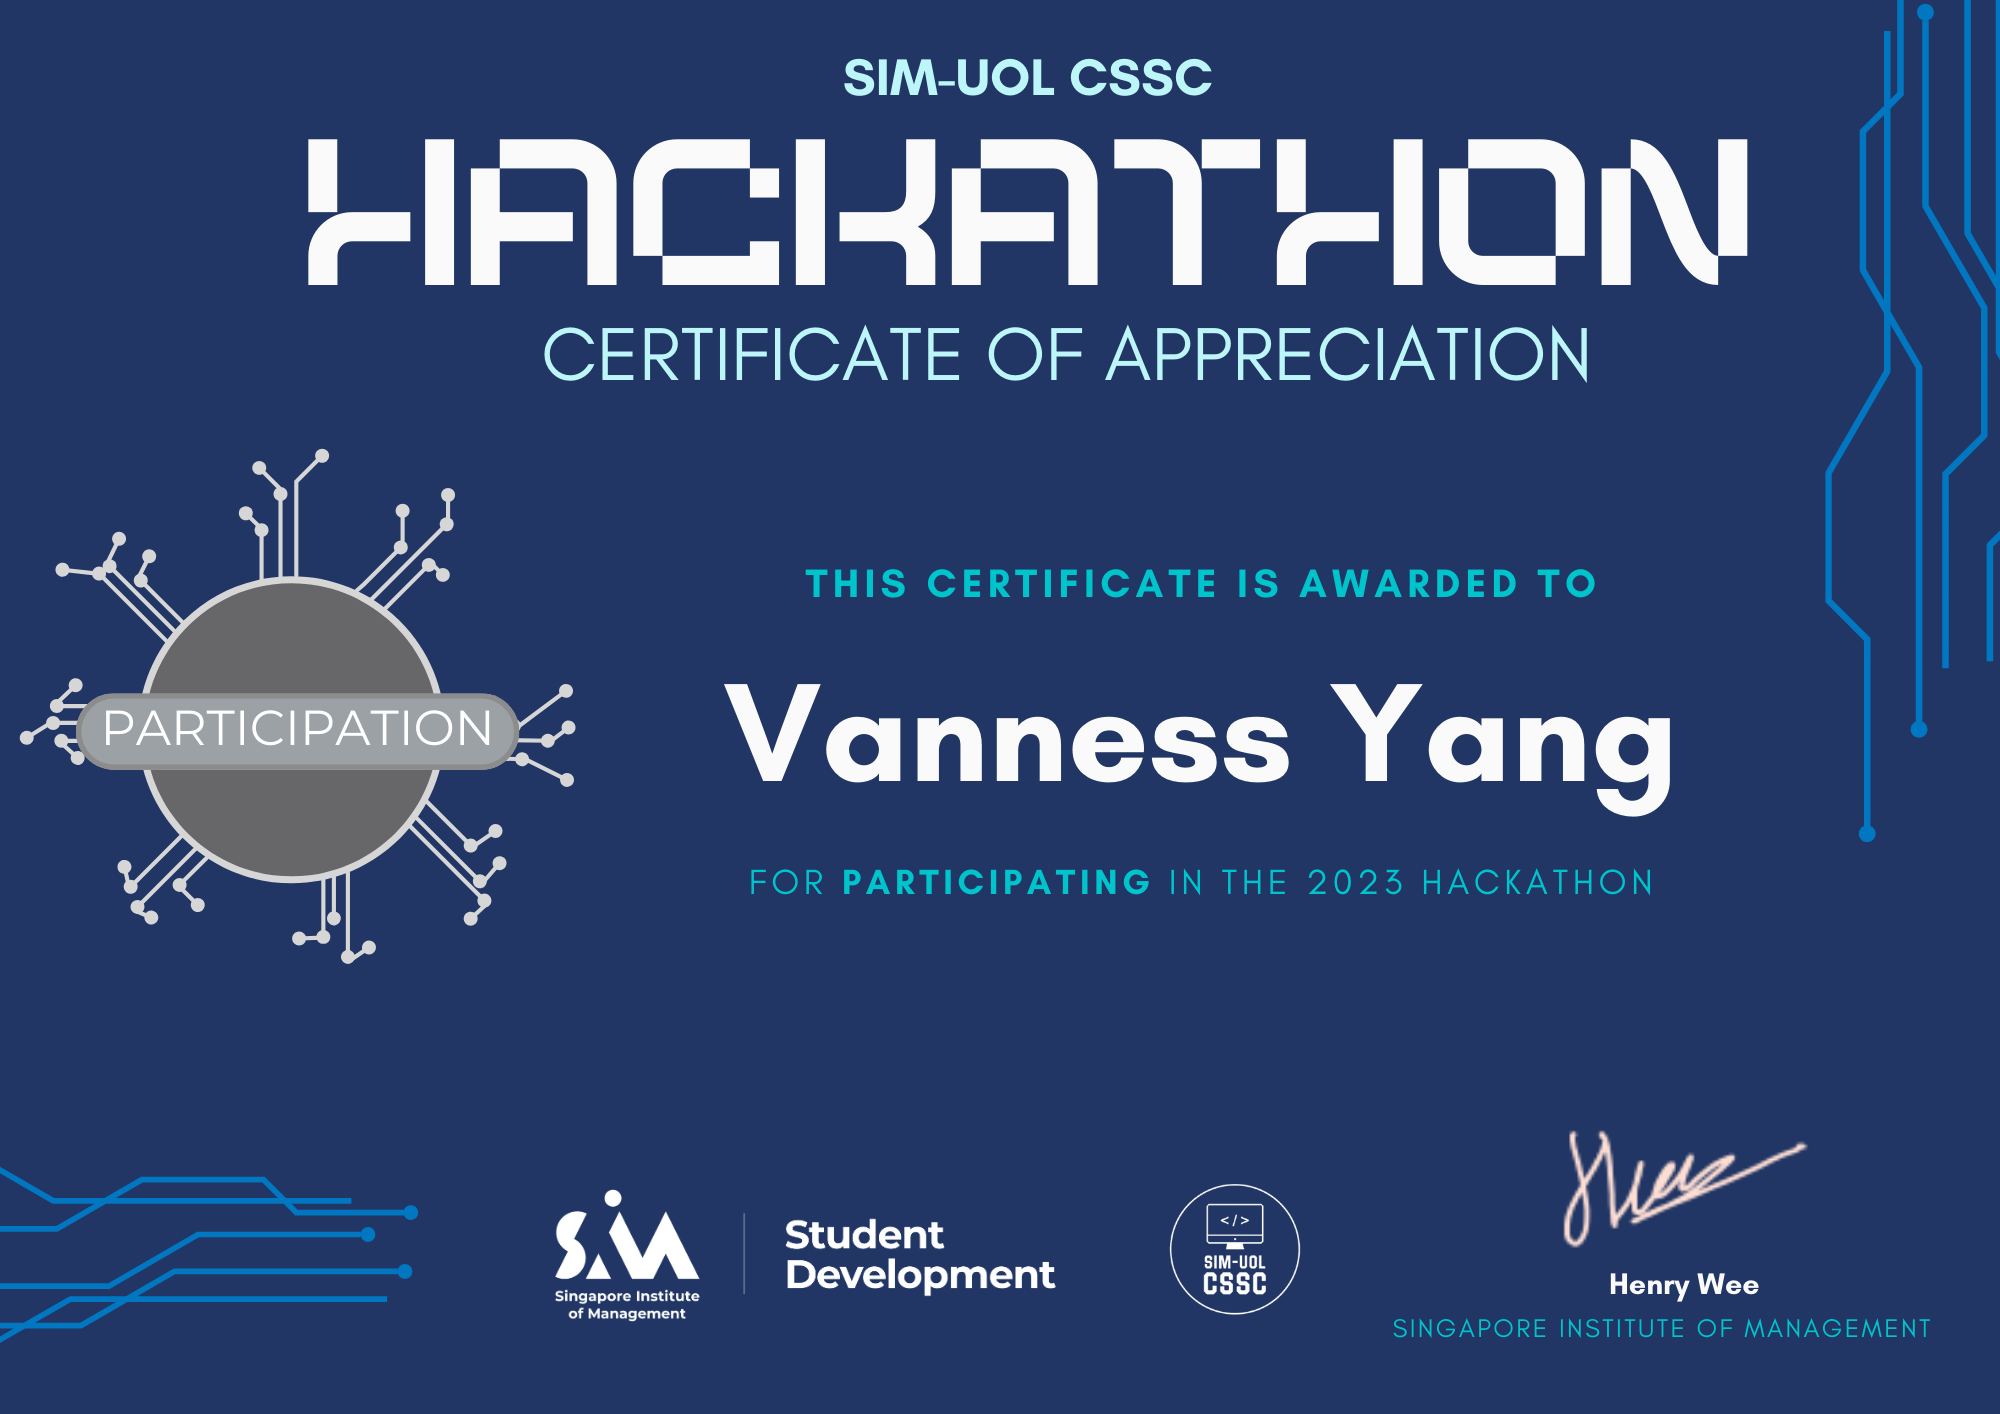 SIM-UOL CSSC
HACKATHON
CERTIFICATE OF APPRECIATION
THIS CERTIFICATE IS AWARDED TO
Vanness Yang
PARTICIPATION
FOR PARTICIPATING IN THE 2023 HACKATHON
SiM
Singapore Institute
of Management
Student
Development
</>
SIM-UOL
CSSC
Henry Wee
SINGAPORE INSTITUTE OF MANAGEMENT